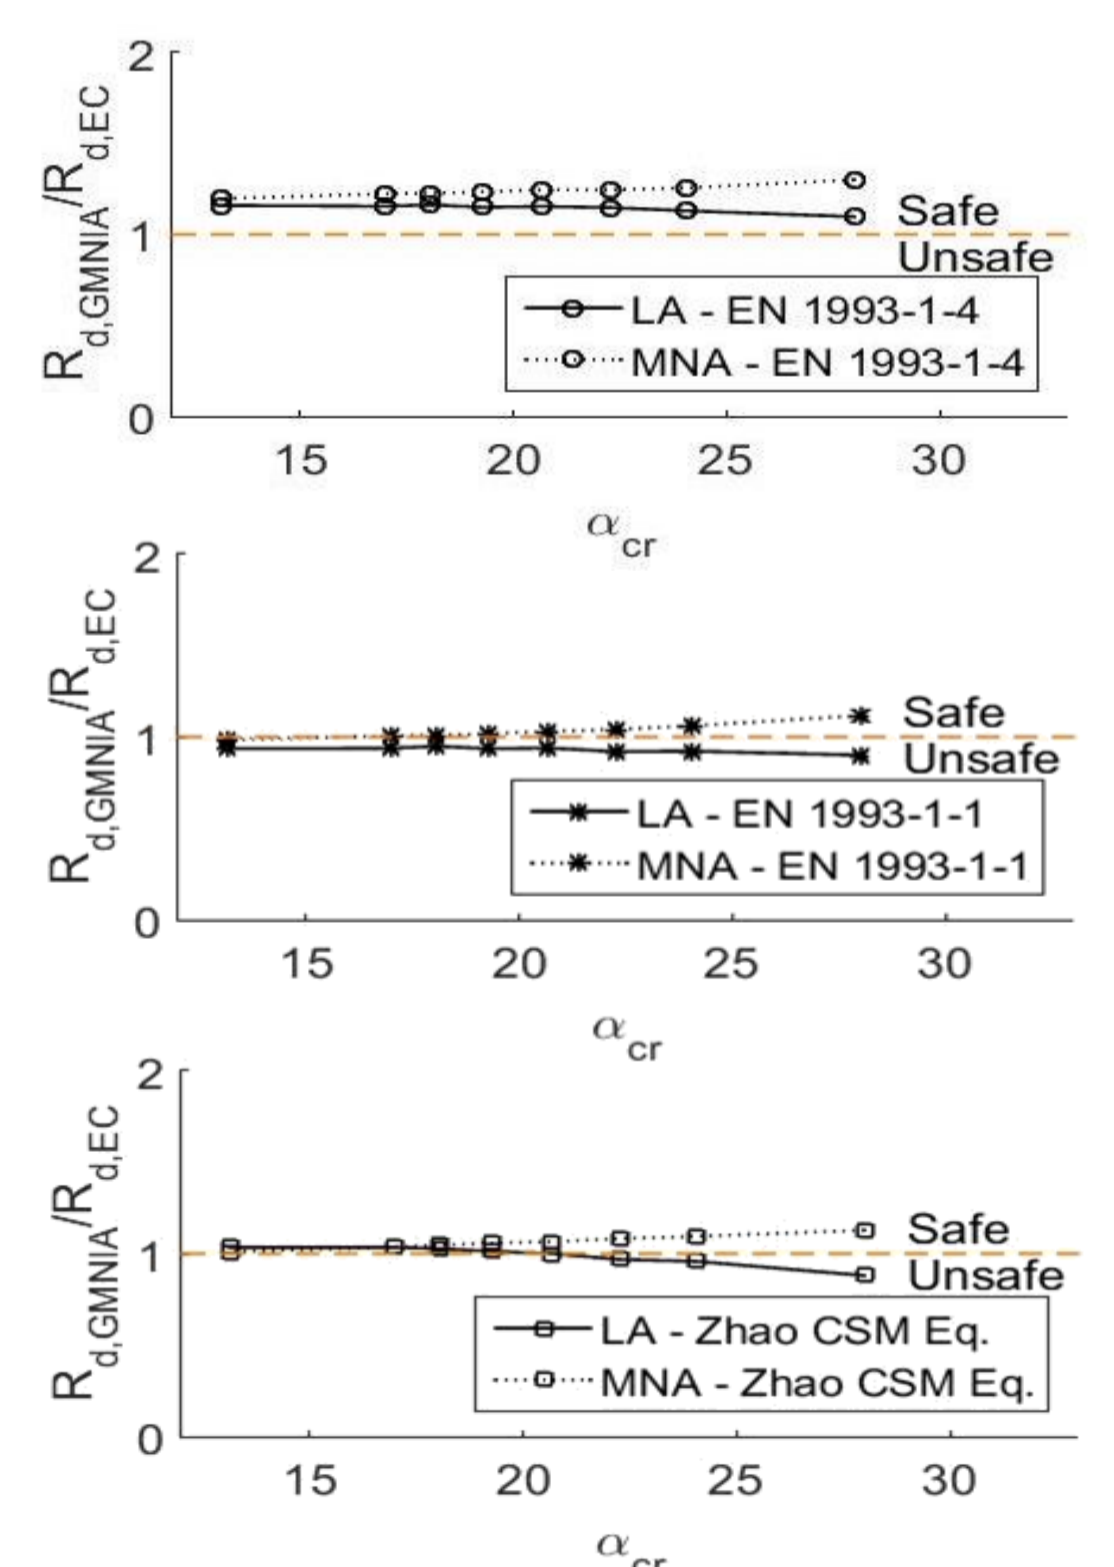 2
R_d,GMNIA/R_d,EC
Safe
1
Unsafe
LA - EN 1993-1-4
MNA - EN 1993-1-4
0
15 20 25 30
α_cr
2
R_d,GMNIA/R_d,EC
Safe
1
Unsafe
LA - EN 1993-1-1
MNA - EN 1993-1-1
0
15 20 25 30
α_cr
2
R_d,GMNIA/R_d,EC
Safe
1
Unsafe
LA - Zhao CSM Eq.
MNA - Zhao CSM Eq.
0
15 20 25 30
α_cr